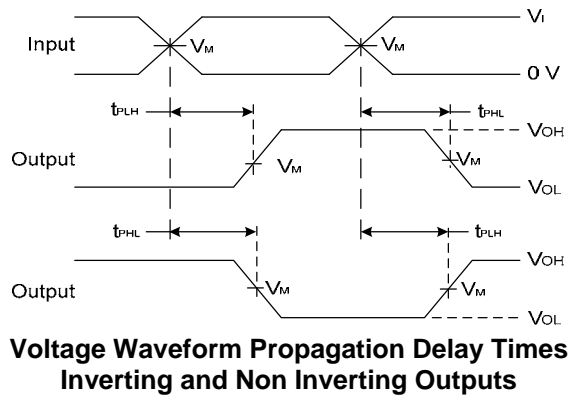 VI
Input VM VM
0 V
tPLH tPHL
VOH
Output VM VM
VOL
tPHL tPLH
VOH
Output VM VM
VOL
Voltage Waveform Propagation Delay Times
Inverting and Non Inverting Outputs